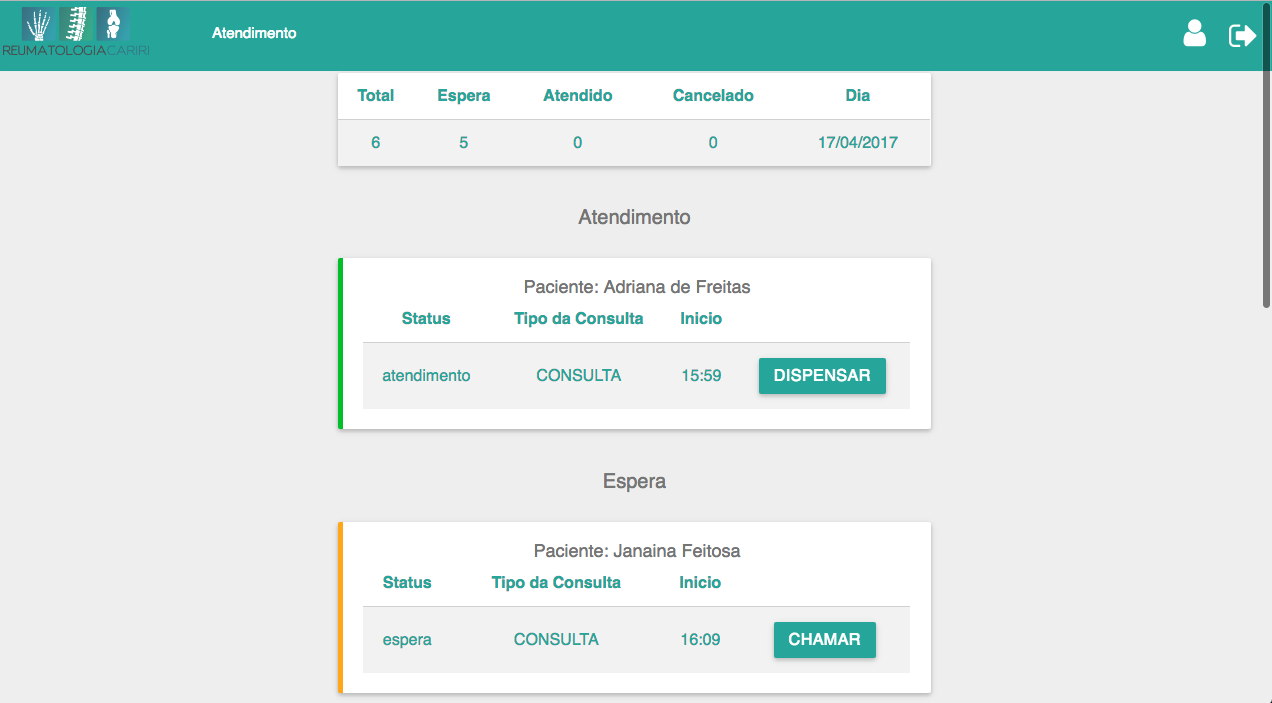 REUMATOLOGIACARIRI
Atendimento
Total Espera Atendido Cancelado Dia
6 5 0 0 17/04/2017
Atendimento
Paciente: Adriana de Freitas
Status Tipo da Consulta Inicio
atendimento CONSULTA 15:59 DISPENSAR
Espera
Paciente: Janaina Feitosa
Status Tipo da Consulta Inicio
espera CONSULTA 16:09 CHAMAR